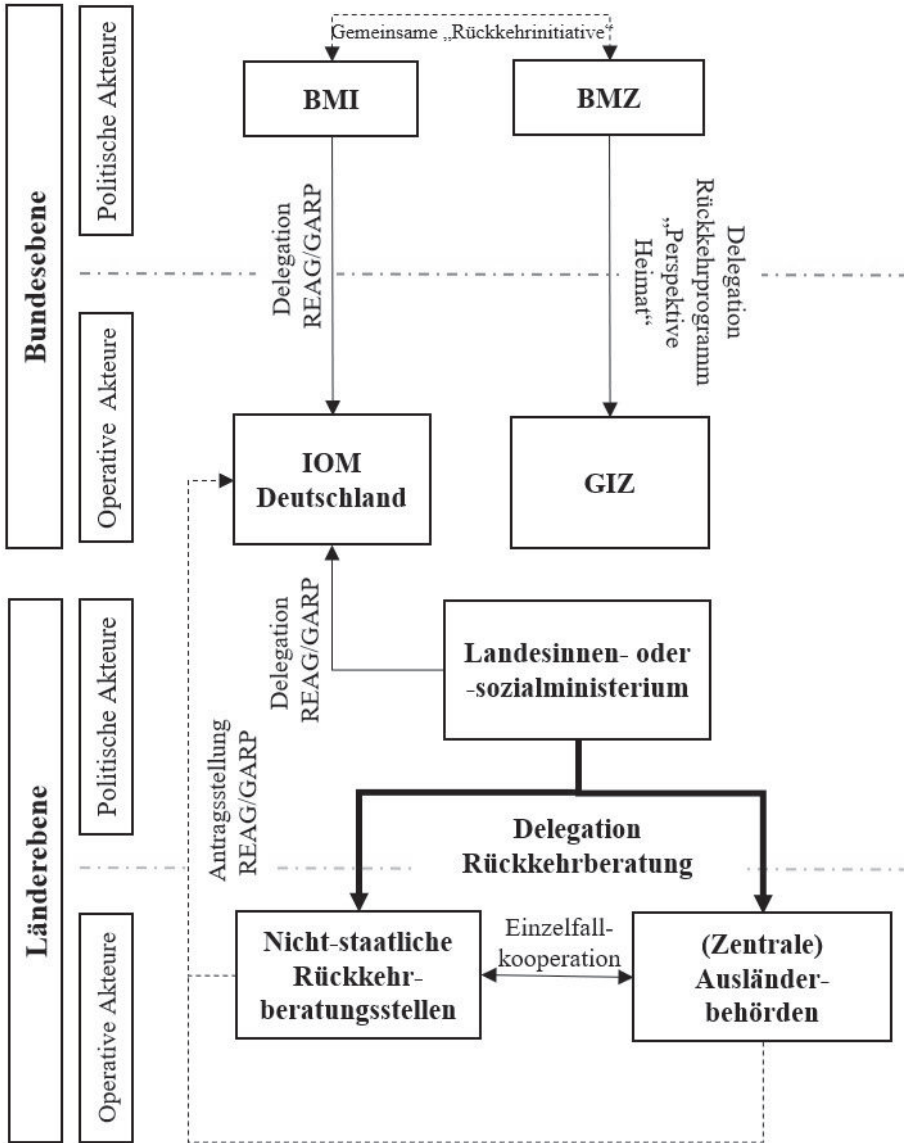 Gemeinsame „Rückkehrinitiative“
BMI
BMZ
Bundesebene
Politische Akteure
Delegation
REAG/GARP
Delegation
Rückkehrprogramm
„Perspektive
Heimat“
Operative Akteure
IOM
Deutschland
GIZ
Länderebene
Politische Akteure
Delegation
REAG/GARP
Landesinnen- oder
-sozialministerium
Antragsstellung
REAG/GARP
Delegation
Rückkehrberatung
Operative Akteure
Nicht-staatliche
Rückkehr-
beratungsstellen
Einzelfall-
kooperation
(Zentrale)
Ausländer-
behörden